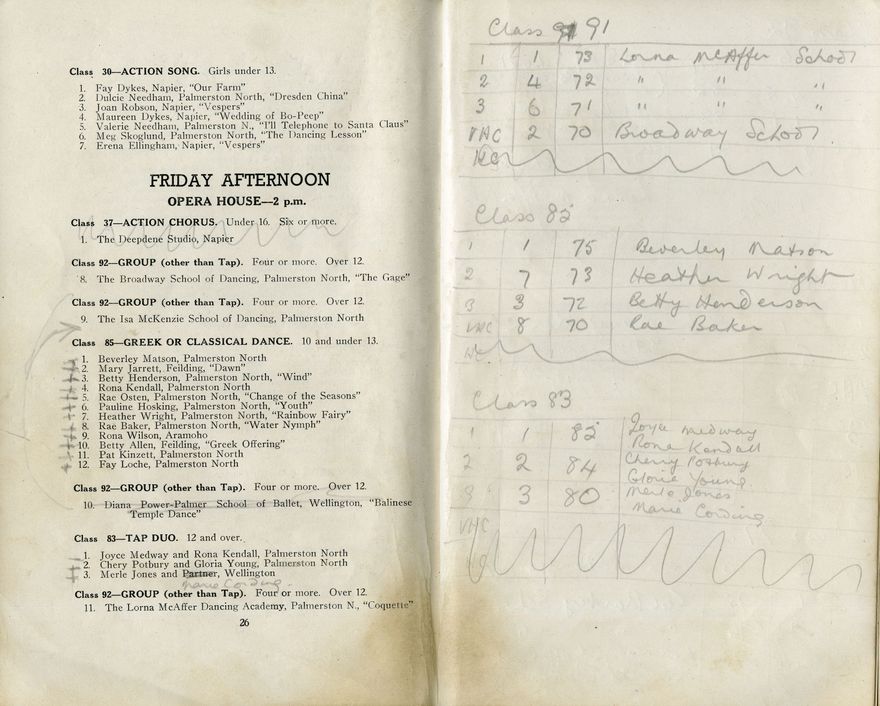 Class 30—ACTION SONG. Girls under 13.
1. Fay Dykes, Napier, “Our Farm”
2. Dulcie Needham, Palmerston North, “Dresden China”
3. Joan Robson, Napier, “Vespers”
4. Maureen Dykes, Napier, “Wedding of Bo-Peep”
5. Valerie Needham, Palmerston N., “I'll Telephone to Santa Claus”
6. Meg Skoglund, Palmerston North, “The Dancing Lesson”
7. Erena Ellingham, Napier, “Vespers”
FRIDAY AFTERNOON
OPERA HOUSE—2 p.m.
Class 37—ACTION CHORUS. Under 16. Six or more.
1. The Deepdene Studio, Napier
Class 92—GROUP (other than Tap). Four or more. Over 12.
8. The Broadway School of Dancing, Palmerston North, “The Gage”
Class 92—GROUP (other than Tap). Four or more. Over 12.
9. The Isa McKenzie School of Dancing, Palmerston North
Class 85—GREEK OR CLASSICAL DANCE. 10 and under 13.
1. Beverley Matson, Palmerston North
2. Mary Jarrett, Feilding, “Dawn”
3. Betty Henderson, Palmerston North, “Wind”
4. Rona Kendall, Palmerston North
5. Rae Osten, Palmerston North, “Change of the Seasons”
6. Pauline Hosking, Palmerston North, “Youth”
7. Heather Wright, Palmerston North, “Rainbow Fairy”
8. Rae Baker, Palmerston North, “Water Nymph”
9. Rona Wilson, Aramoho
10. Betty Allen, Feilding, “Greek Offering”
11. Pat Kinzett, Palmerston North
12. Fay Loche, Palmerston North
Class 92—GROUP (other than Tap). Four or more. Over 12.
10. Diana Power-Palmer School of Ballet, Wellington, “Balinese
Temple Dance”
Class 83—TAP DUO. 12 and over.
1. Joyce Medway and Rona Kendall, Palmerston North
2. Chery Potbury and Gloria Young, Palmerston North
3. Merle Jones and Partner, Wellington
Marie Cording
Class 92—GROUP (other than Tap). Four or more. Over 12.
11. The Lorna McAffer Dancing Academy, Palmerston N., “Coquette”
26
Class 91
1 1 73 Lorna McAffer School
2 4 72 " " "
3 6 71 " " "
VHC 2 70 Broadway School
HC
Class 85
1 1 75 Beverley Matson
2 7 73 Heather Wright
3 3 72 Betty Henderson
VHC 8 70 Rae Baker
Class 83
1 1 85 Joyce Medway
Rona Kendall
2 2 84 Cherry Potbury
Gloria Young
3 3 80 Merle Jones
Marie Cording
VHC